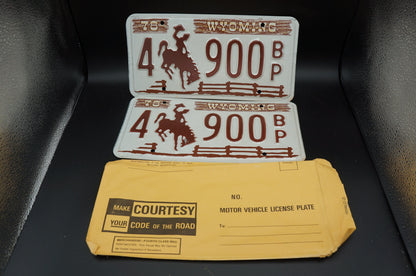 78 WYOMING
4 900 BP
78 WYOMING
4 900 BP
MAKE COURTESY
YOUR CODE OF THE ROAD
NO.
MOTOR VEHICLE LICENSE PLATE
To